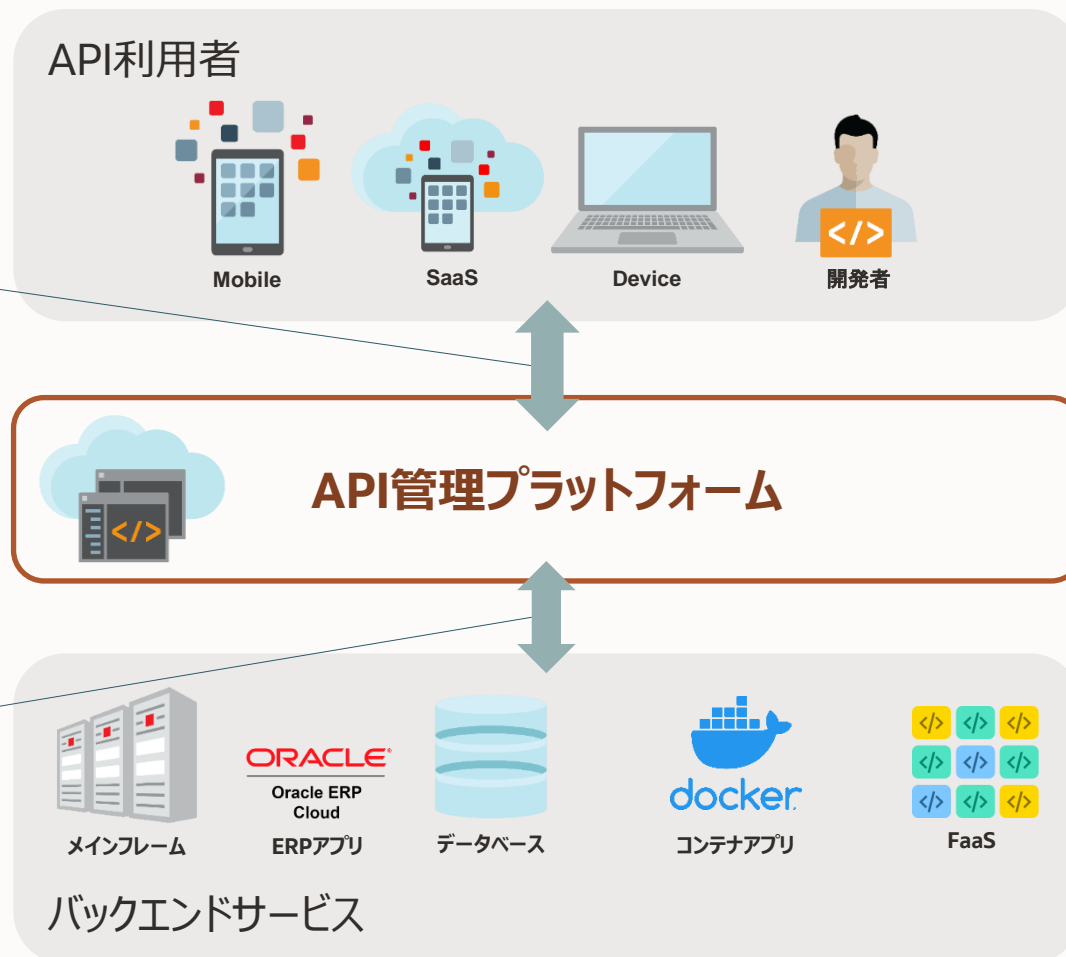 API利用者
</>
Mobile
SaaS
Device
開発者
API管理プラットフォーム
</>
ORACLE®
Oracle ERP
Cloud
docker
</> </> </>
</> </> </>
</> </> </>
メインフレーム
ERPアプリ
データベース
コンテナアプリ
FaaS
バックエンドサービス